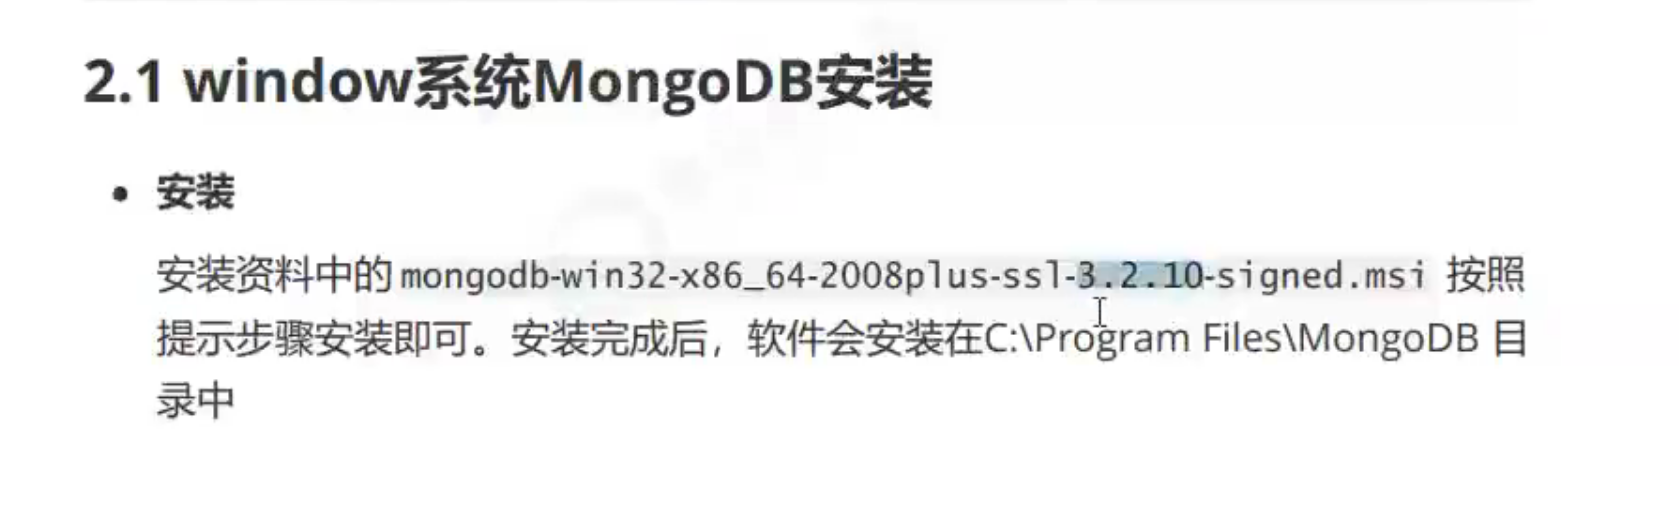 2.1 window系统MongoDB安装
安装
安装资料中的 mongodb-win32-x86_64-2008plus-ssl-3.2.10-signed.msi 按照
提示步骤安装即可。安装完成后，软件会安装在C:\Program Files\MongoDB 目
录中